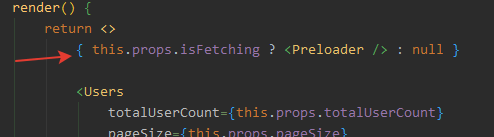 render() {
return <>
{ this.props.isFetching ? <Preloader /> : null }
<Users
totalUserCount={this.props.totalUserCount}
pageSize={this.props.pageSize}